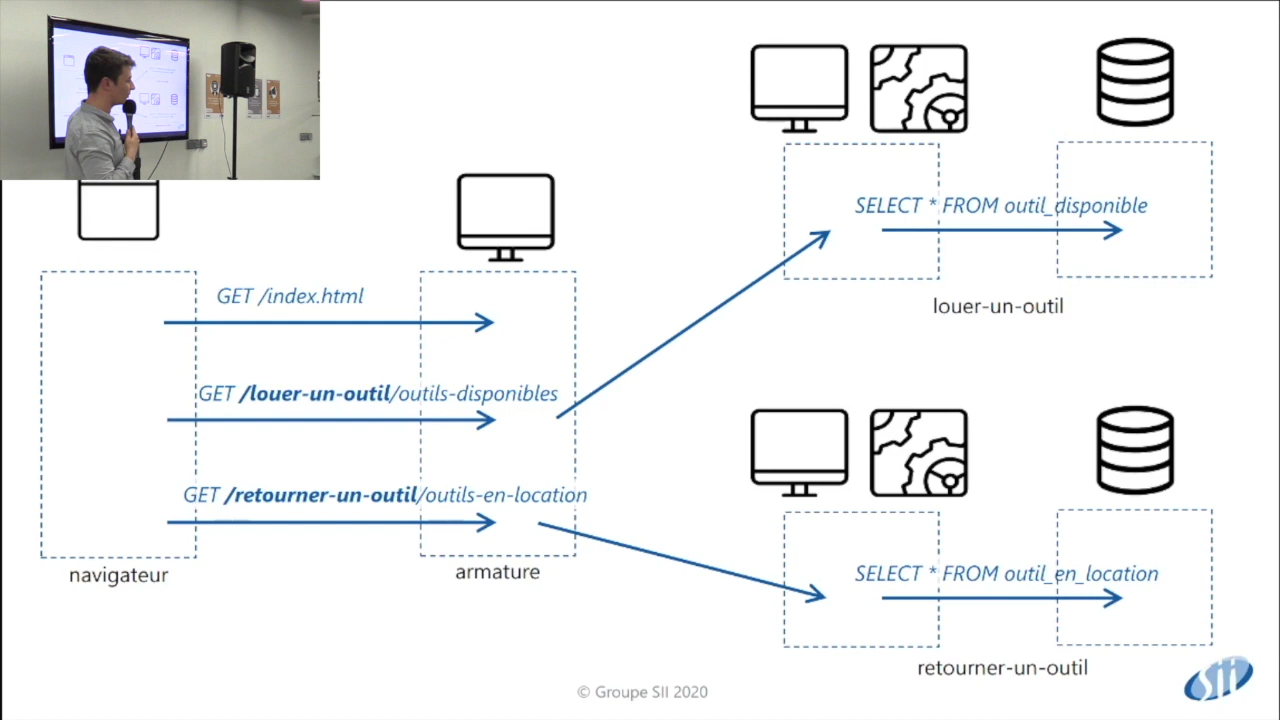 SELECT * FROM outil_disponible
louer-un-outil
GET /index.html
GET /louer-un-outil/outils-disponibles
GET /retourner-un-outil/outils-en-location
navigateur
armature
SELECT * FROM outil_en_location
retourner-un-outil
© Groupe SII 2020
sii